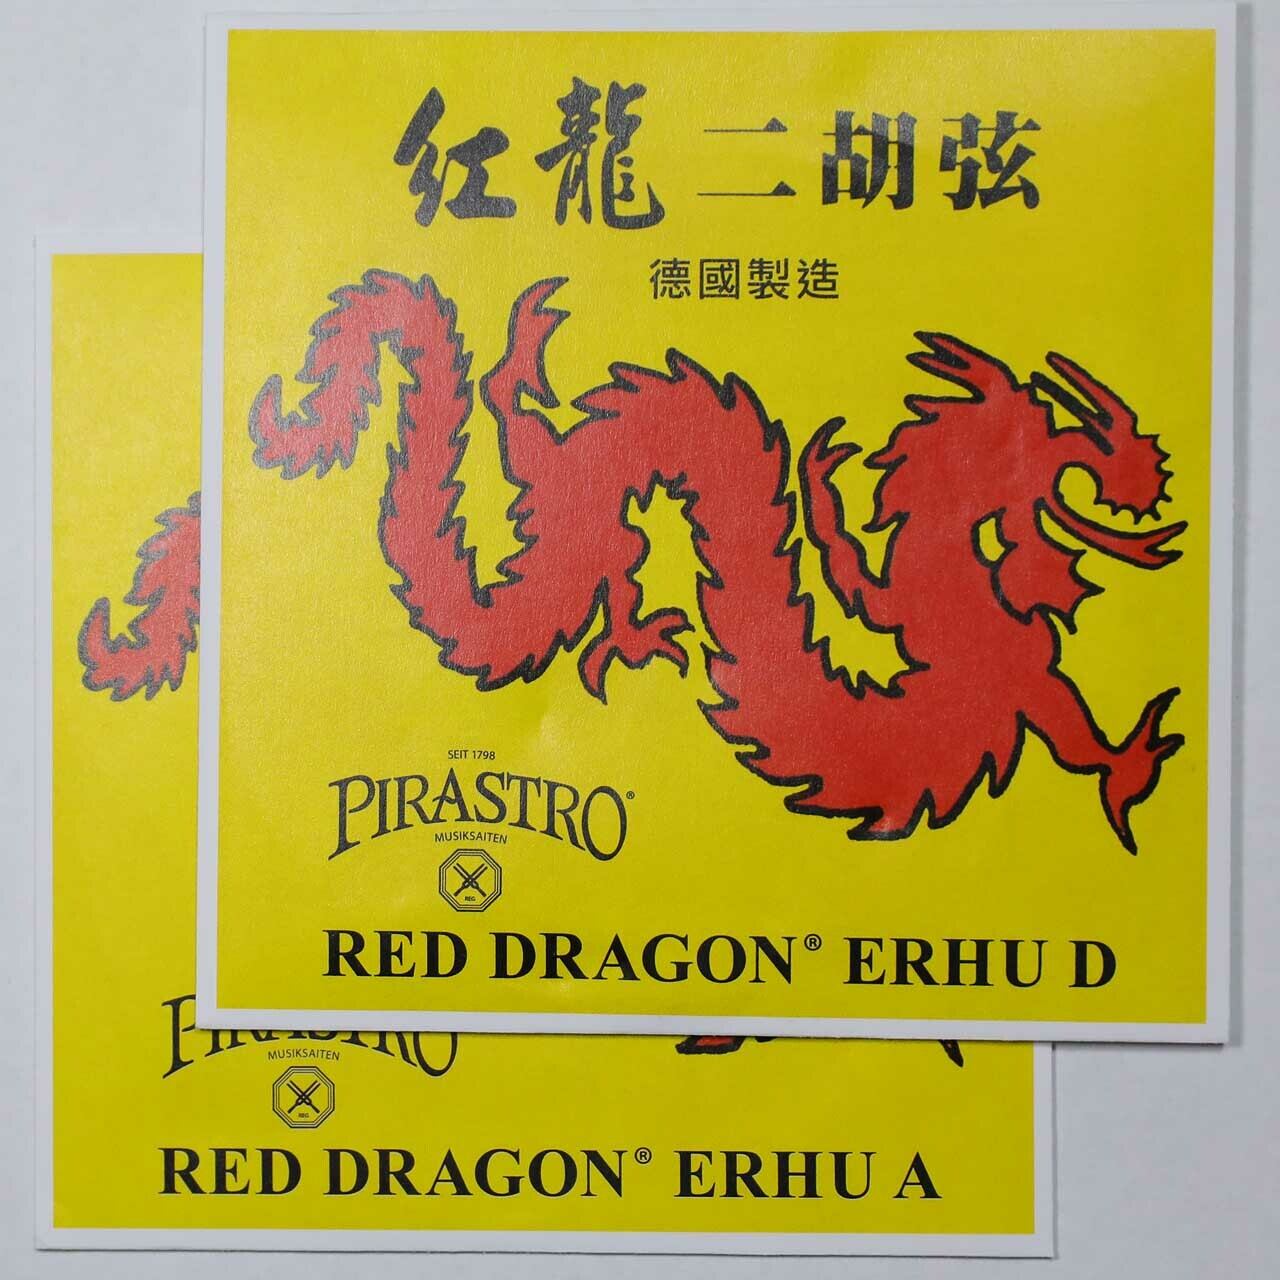 红龍二胡弦
德國製造
SEIT 1798
PIRASTRO®
MUSIKSAITEN
REG
RED DRAGON® ERHU D
PIRASTRO
MUSIKSAITEN
REG
RED DRAGON® ERHU A